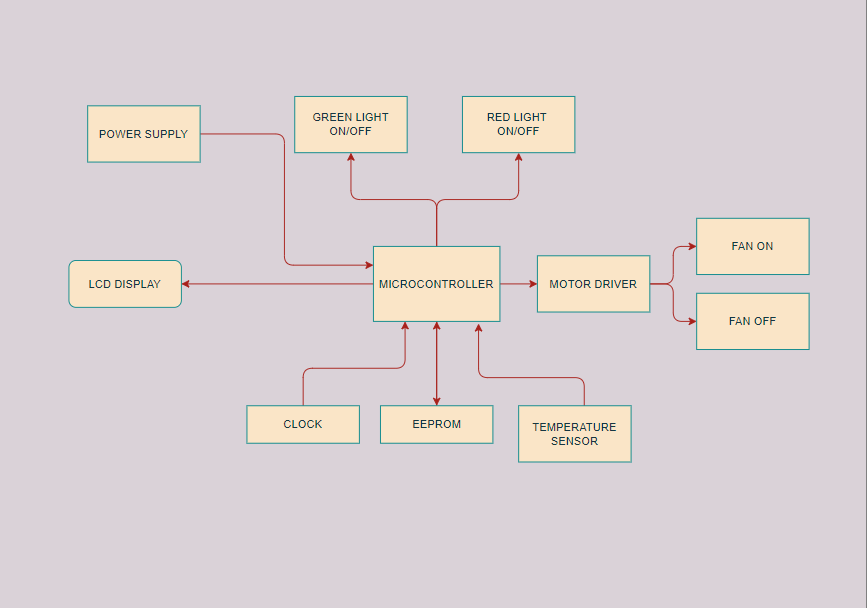 GREEN LIGHT
ON/OFF
RED LIGHT
ON/OFF
POWER SUPPLY
FAN ON
LCD DISPLAY
MICROCONTROLLER
MOTOR DRIVER
FAN OFF
CLOCK
EEPROM
TEMPERATURE
SENSOR